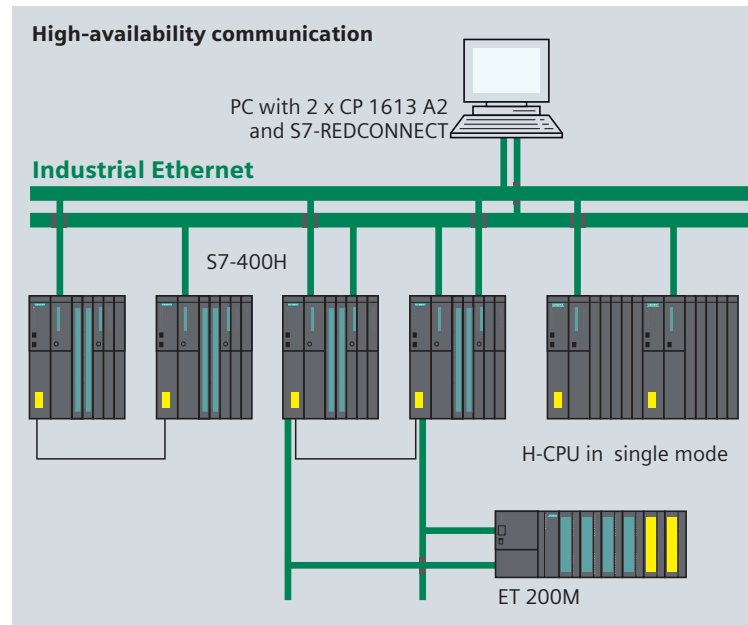 High-availability communication
PC with 2 x CP 1613 A2
and S7-REDCONNECT
Industrial Ethernet
S7-400H
H-CPU in single mode
ET 200M